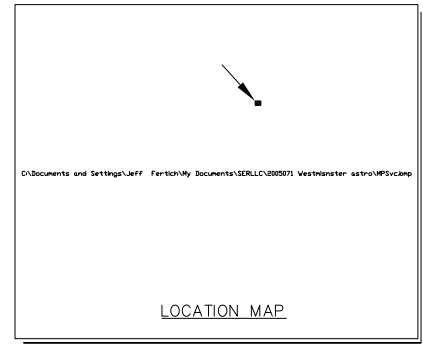 C:\Documents and Settings\Jeff Fertich\My Documents\SERLLC\2005071 Westmisnster astro\MPSvc.bmp
LOCATION MAP